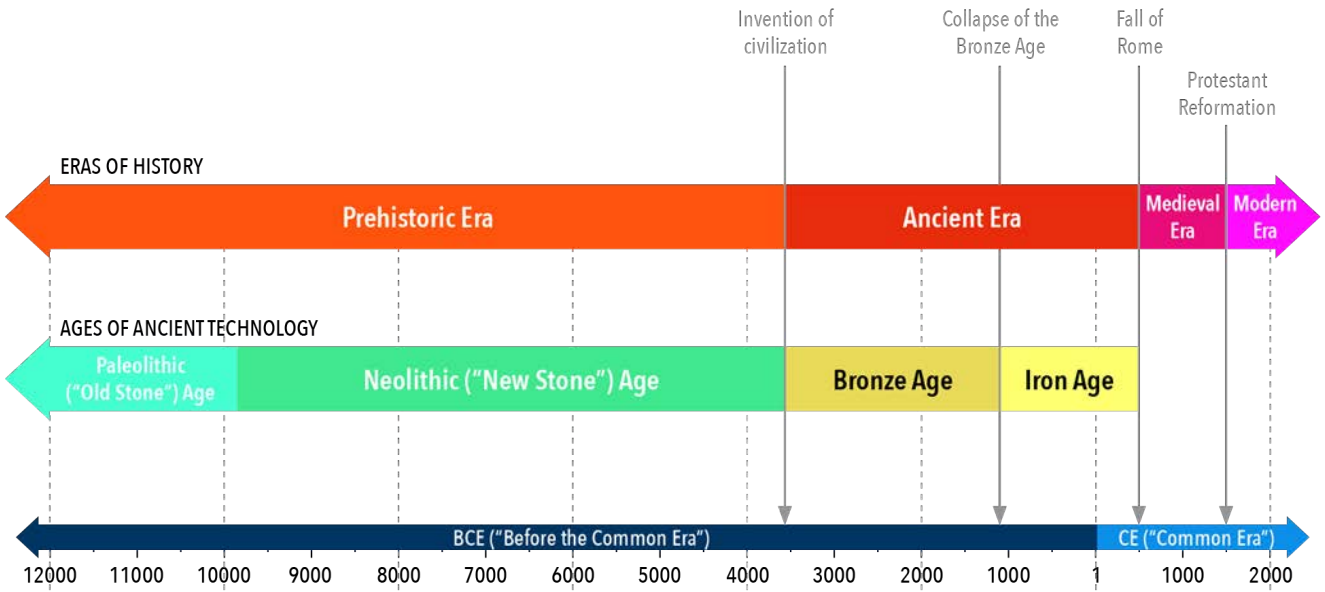 Invention of
civilization
Collapse of the
Bronze Age
Fall of
Rome
Protestant
Reformation
ERAS OF HISTORY
Prehistoric Era
Ancient Era
Medieval
Era
Modern
Era
AGES OF ANCIENT TECHNOLOGY
Paleolithic
("Old Stone") Age
Neolithic ("New Stone") Age
Bronze Age
Iron Age
BCE ("Before the Common Era")
CE ("Common Era")
12000 11000 10000 9000 8000 7000 6000 5000 4000 3000 2000 1000 1 1000 2000